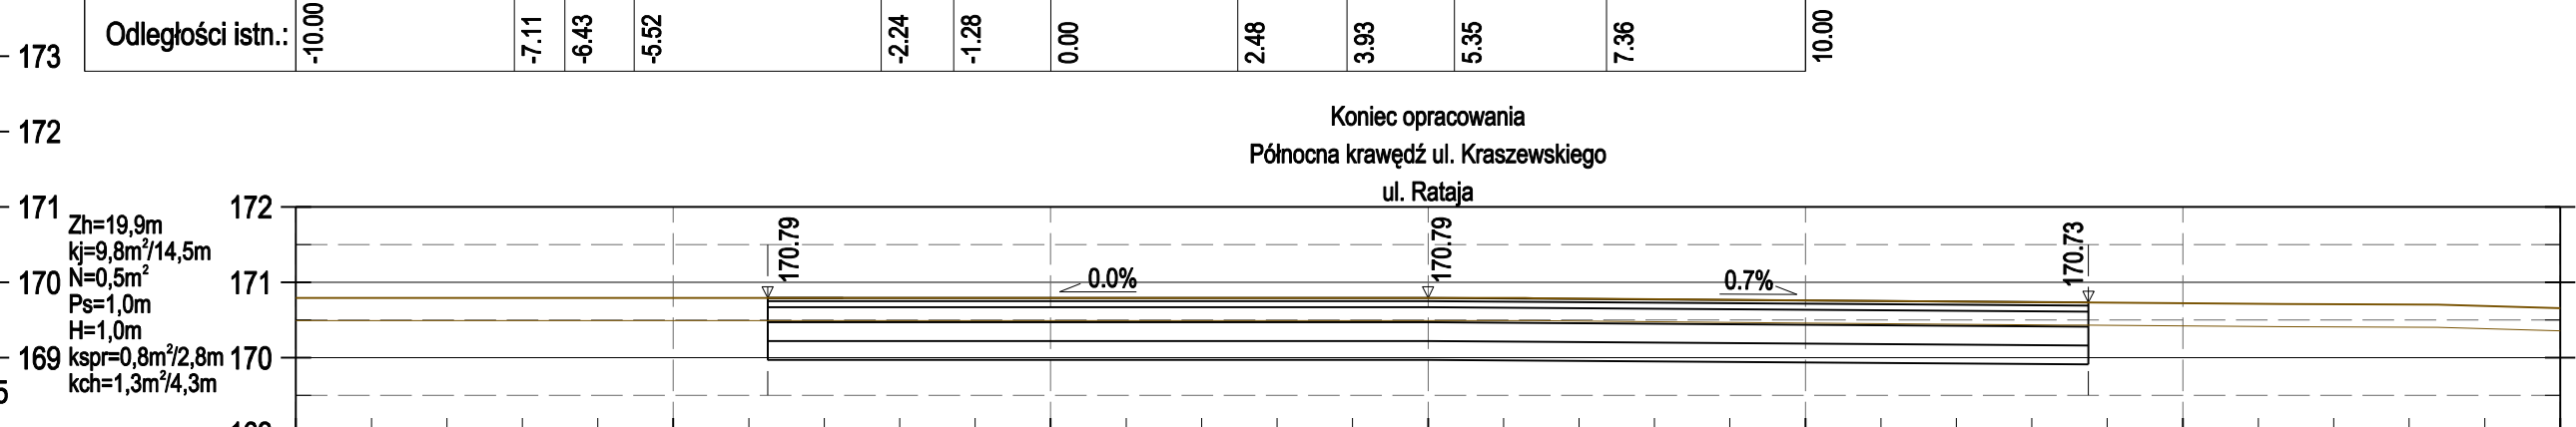 Odległości istn.: -10.00 -7.11 -6.43 -5.52 -2.24 -1.28 0.00 2.48 3.93 5.35 7.36 10.00
173
172
171
170
169
Koniec opracowania
Północna krawędź ul. Kraszewskiego
ul. Rataja
Zh=19,9m
kj=9,8m²/14,5m
N=0,5m²
Ps=1,0m
H=1,0m
kspr=0,8m²/2,8m
kch=1,3m²/4,3m
172
171
170
170.79
0.0%
170.79
0.7%
170.73